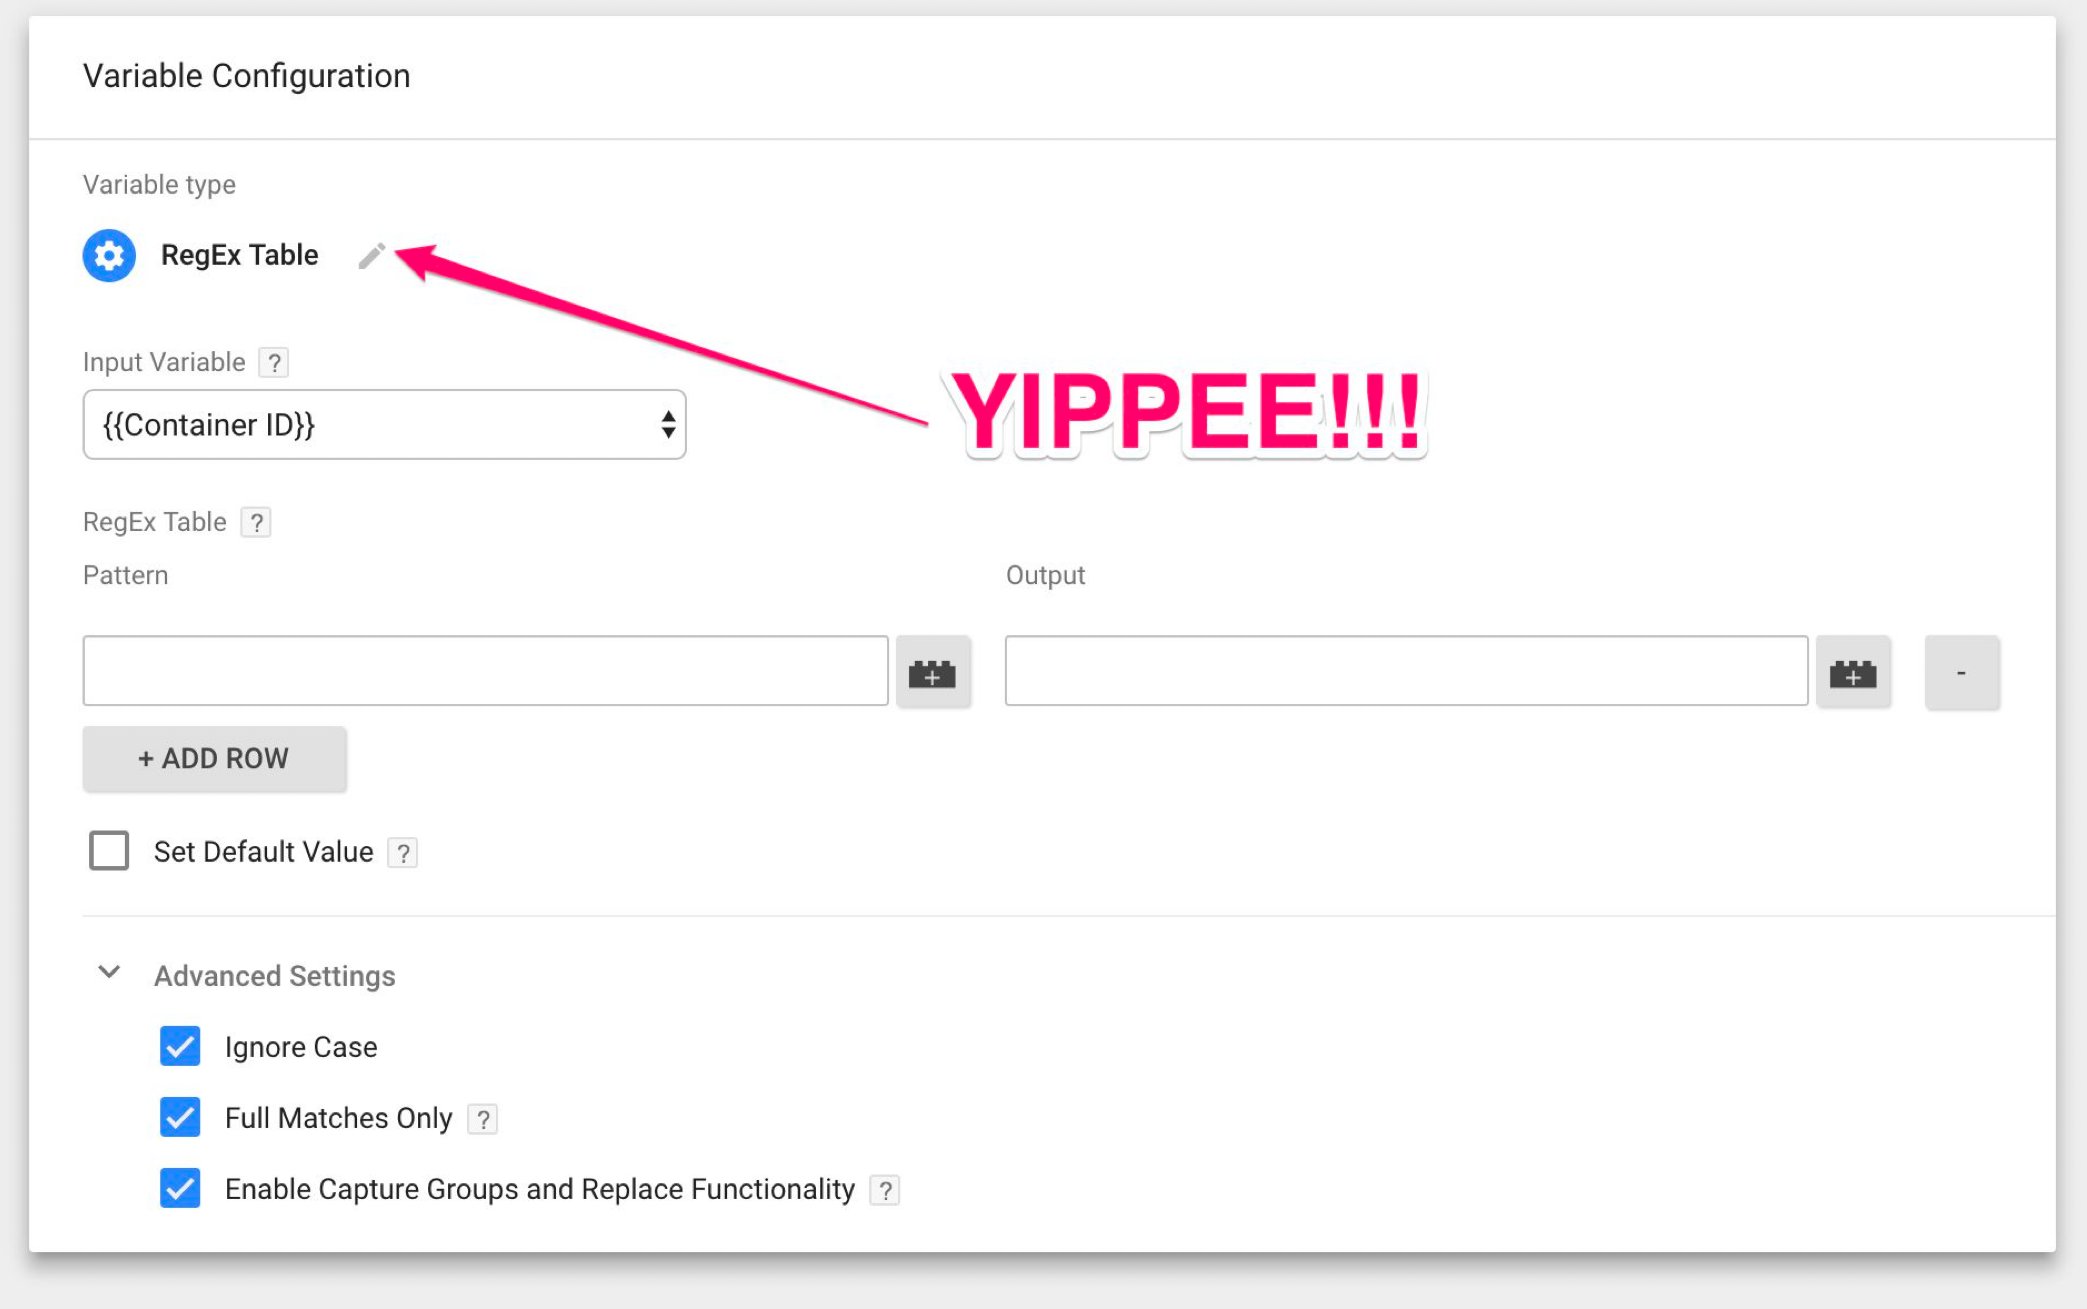 Variable Configuration
Variable type
RegEx Table
Input Variable ?
{{Container ID}}
YIPPEE!!!
RegEx Table ?
Pattern Output
-
+ ADD ROW
Set Default Value ?
Advanced Settings
Ignore Case
Full Matches Only ?
Enable Capture Groups and Replace Functionality ?